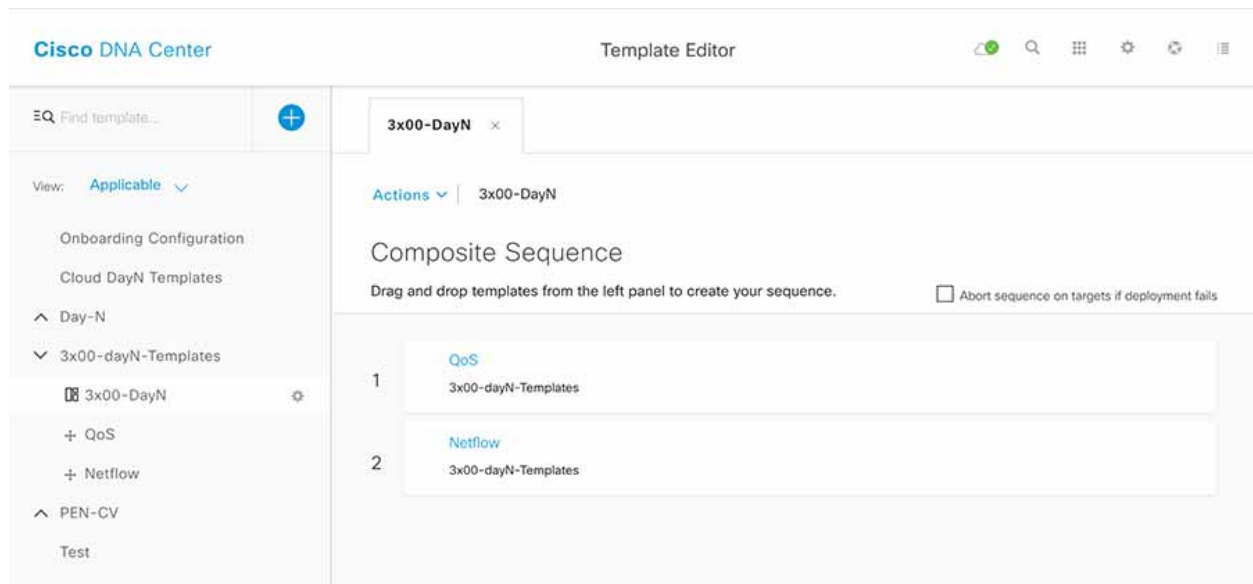 Cisco DNA Center
Template Editor
Find template...
3x00-DayN ×
View: Applicable
Actions | 3x00-DayN
Onboarding Configuration
Composite Sequence
Cloud DayN Templates
Drag and drop templates from the left panel to create your sequence.
Abort sequence on targets if deployment fails
Day-N
3x00-dayN-Templates
3x00-DayN
QoS
Netflow
PEN-CV
Test
1
QoS
3x00-dayN-Templates
2
Netflow
3x00-dayN-Templates